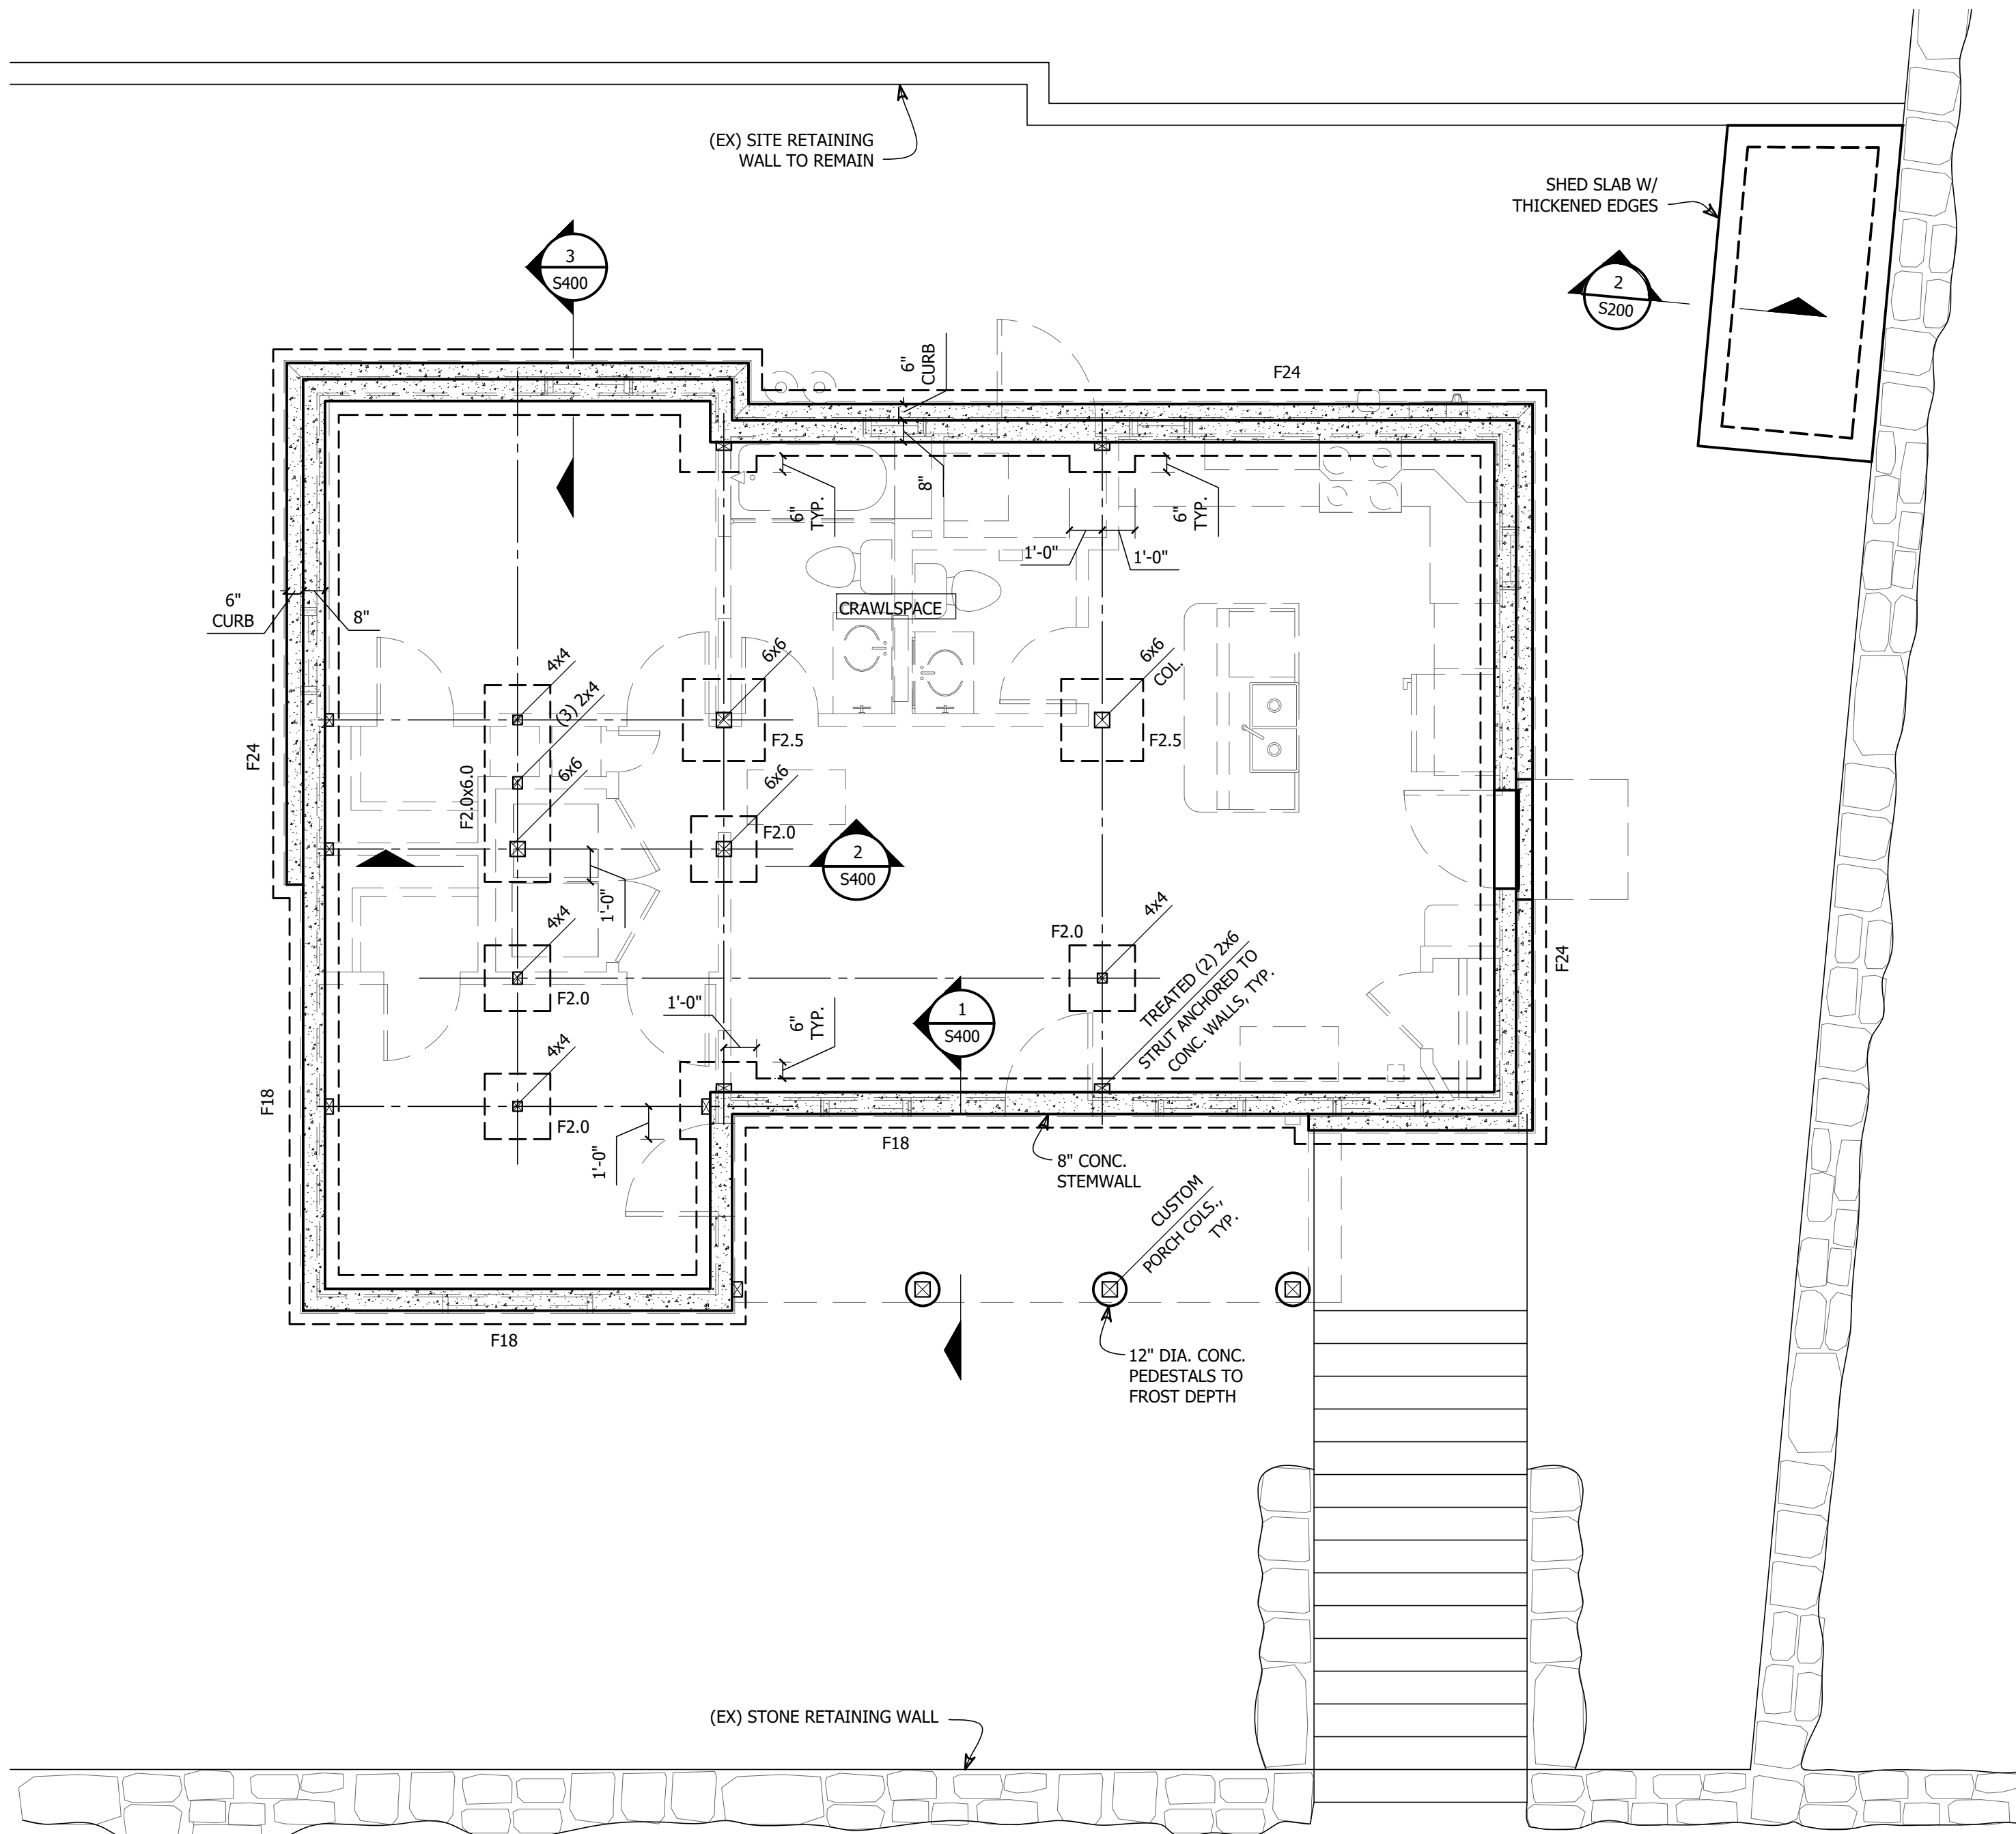 (EX) SITE RETAINING
WALL TO REMAIN
SHED SLAB W/
THICKENED EDGES
3
S400
2
S200
6"
CURB
F24
8"
6"
TYP.
6"
TYP.
1'-0"
1'-0"
6"
CURB
8"
CRAWLSPACE
4x4
(3) 2x4
6x6
6x6
6x6
COL.
F2.5
F2.5
F24
F2.0x6.0
6x6
F2.0
2
S400
1'-0"
4x4
F2.0
4x4
F2.0
F24
TREATED (2) 2x6
STRUT ANCHORED TO
CONC. WALLS, TYP.
1'-0"
6"
TYP.
1
S400
4x4
F2.0
F18
1'-0"
F18
8" CONC.
STEMWALL
CUSTOM
PORCH COLS.,
TYP.
F18
12" DIA. CONC.
PEDESTALS TO
FROST DEPTH
(EX) STONE RETAINING WALL